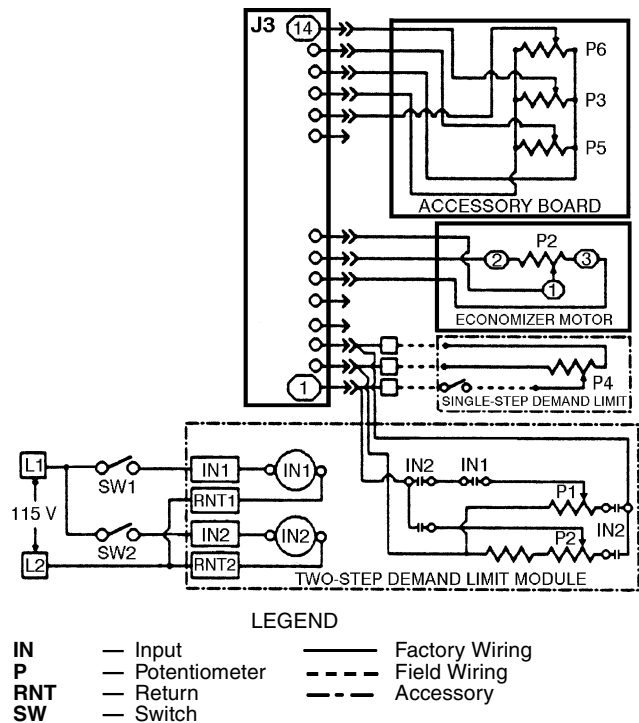 J3
14
P6
P3
P5
ACCESSORY BOARD
P2
2
3
1
ECONOMIZER MOTOR
1
P4
SINGLE-STEP DEMAND LIMIT
L1
SW1
IN1
IN1
IN2
IN1
RNT1
P1
115 V
SW2
IN2
IN2
P2
IN2
L2
RNT2
TWO-STEP DEMAND LIMIT MODULE
LEGEND
IN — Input
P — Potentiometer
RNT — Return
SW — Switch
Factory Wiring
Field Wiring
Accessory